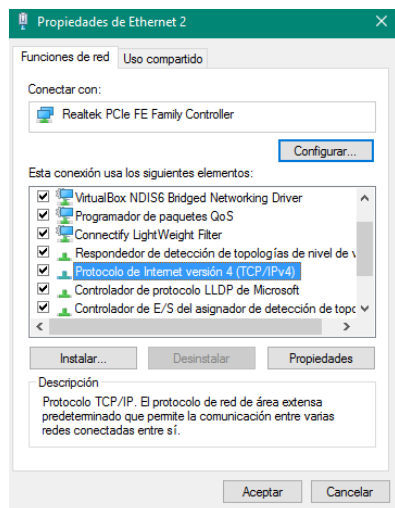 Propiedades de Ethernet 2
Funciones de red
Uso compartido
Conectar con:
Realtek PCIe FE Family Controller
Configurar...
Esta conexión usa los siguientes elementos:
VirtualBox NDIS6 Bridged Networking Driver
Programador de paquetes QoS
Connectify LightWeight Filter
Respondedor de detección de topologías de nivel de v
Protocolo de Internet versión 4 (TCP/IPv4)
Controlador de protocolo LLDP de Microsoft
Controlador de E/S del asignador de detección de topo
Instalar...
Desinstalar
Propiedades
Descripción
Protocolo TCP/IP. El protocolo de red de área extensa
predeterminado que permite la comunicación entre varias
redes conectadas entre sí.
Aceptar
Cancelar